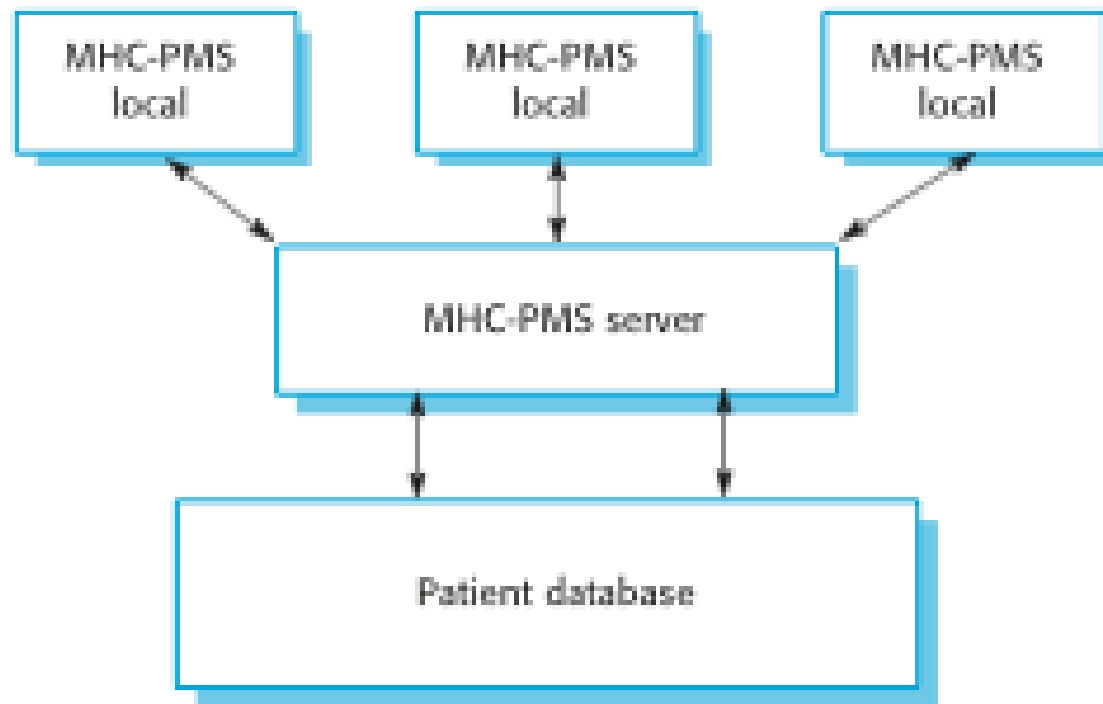 MHC-PMS
local
MHC-PMS
local
MHC-PMS
local
MHC-PMS server
Patient database